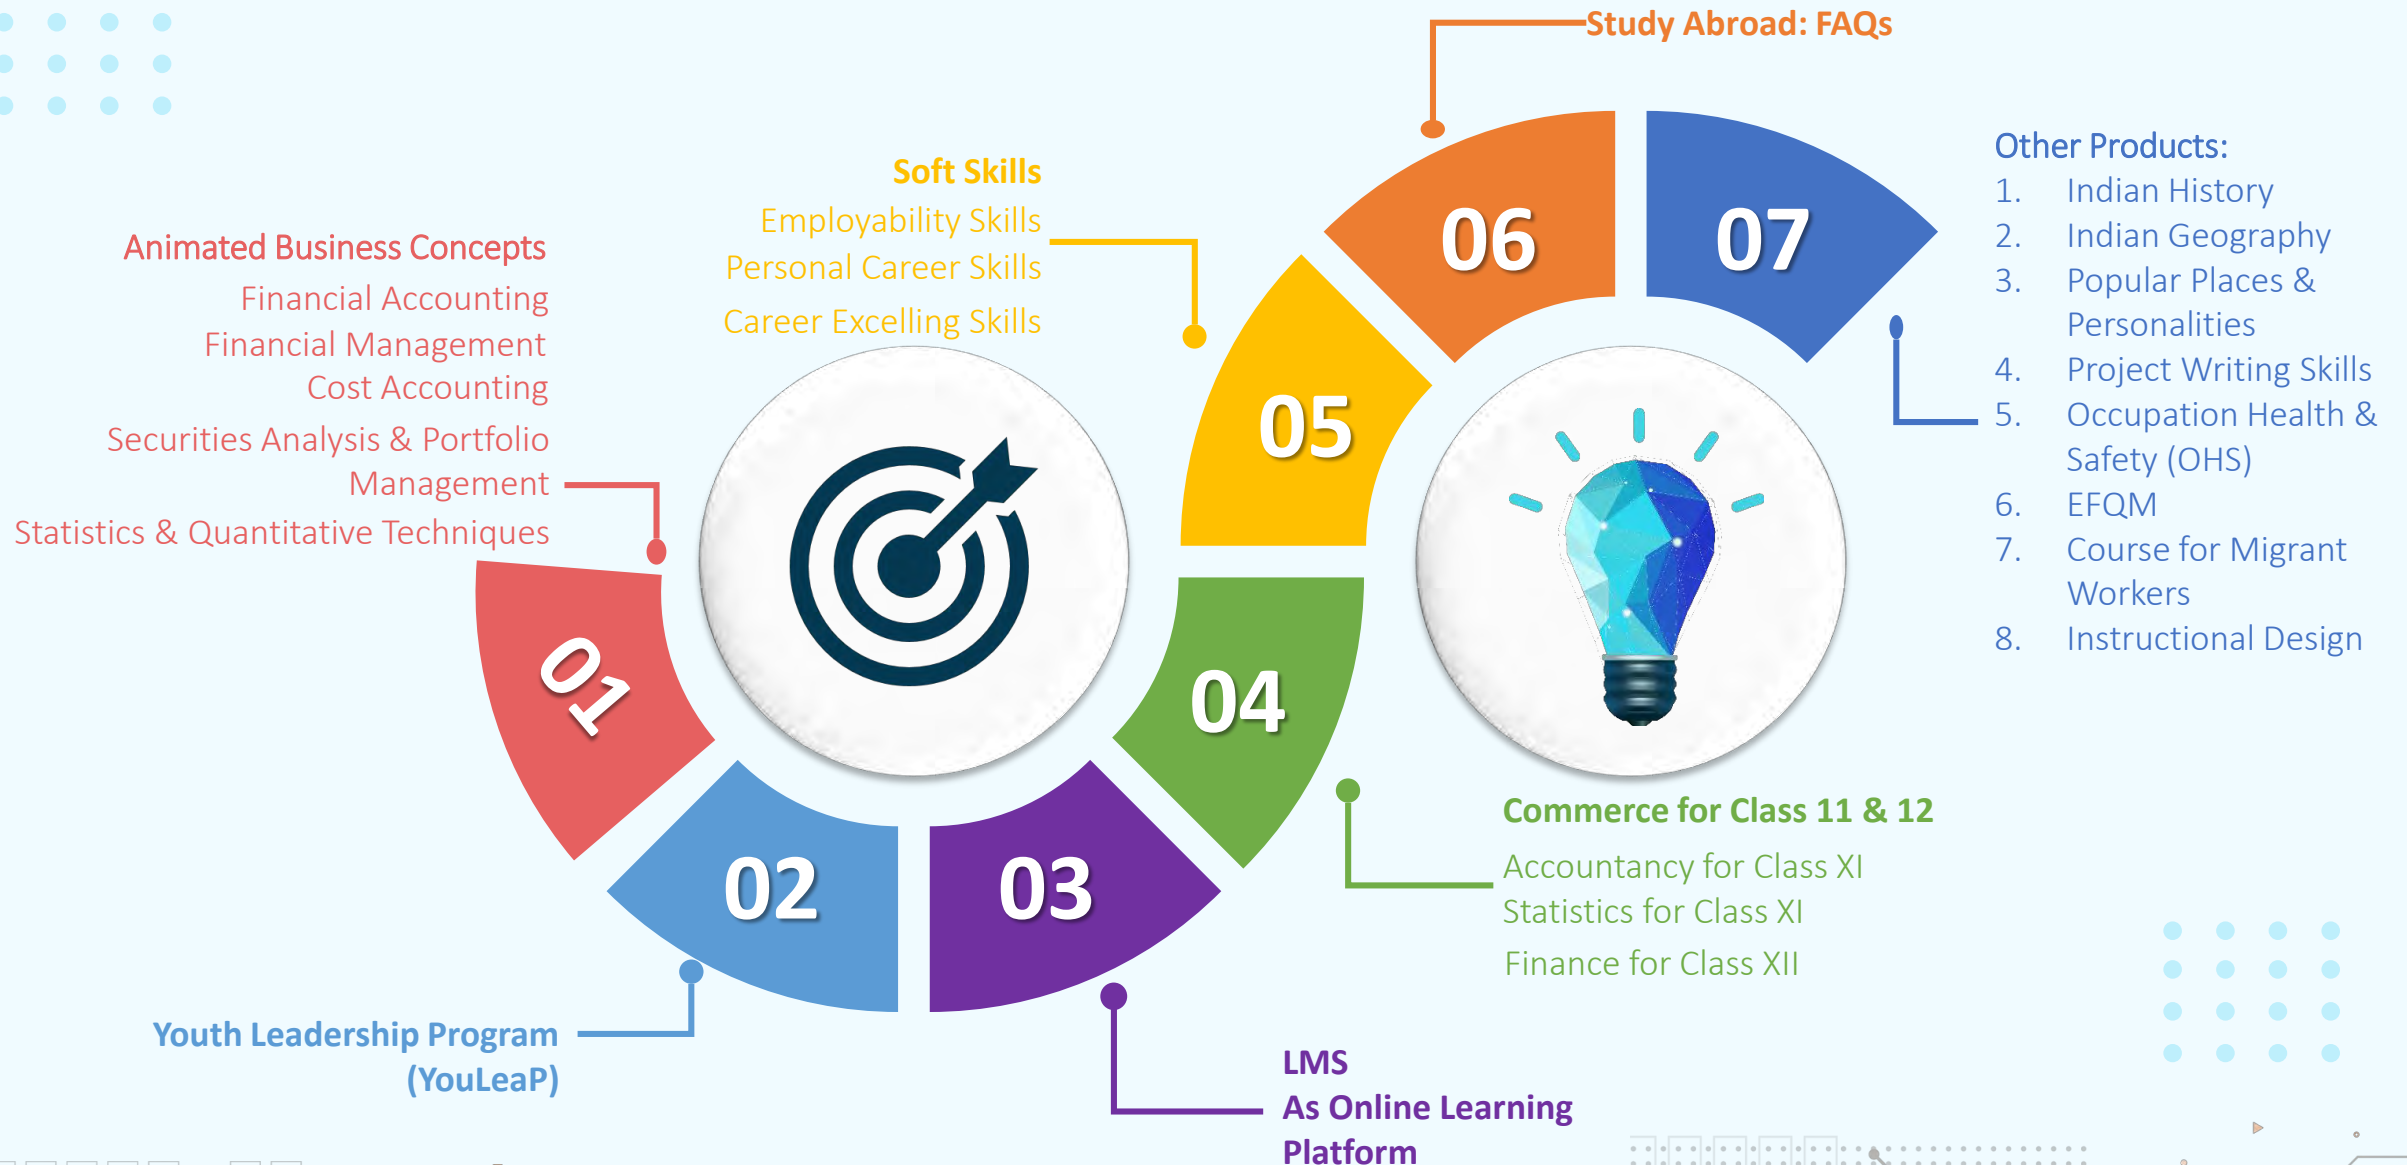 Animated Business Concepts
Financial Accounting
Financial Management
Cost Accounting
Securities Analysis & Portfolio
Management
Statistics & Quantitative Techniques
01
02
Youth Leadership Program
(YouLeaP)
03
LMS
As Online Learning
Platform
04
Commerce for Class 11 & 12
Accountancy for Class XI
Statistics for Class XI
Finance for Class XII
05
Soft Skills
Employability Skills
Personal Career Skills
Career Excelling Skills
06
Study Abroad: FAQs
07
Other Products:
1. Indian History
2. Indian Geography
3. Popular Places &
Personalities
4. Project Writing Skills
5. Occupation Health &
Safety (OHS)
6. EFQM
7. Course for Migrant
Workers
8. Instructional Design